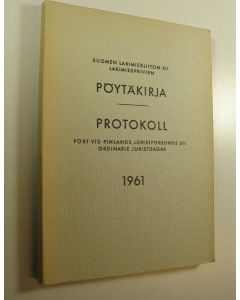 SUOMEN LAKIMIESLIITON XII
LAKIMIESPÄIVIEN
PÖYTÄKIRJA
PROTOKOLL
FÖRT VID FINLANDS JURISTFÖRBUNDS XII
ORDINARIE JURISTDAGAR
1961